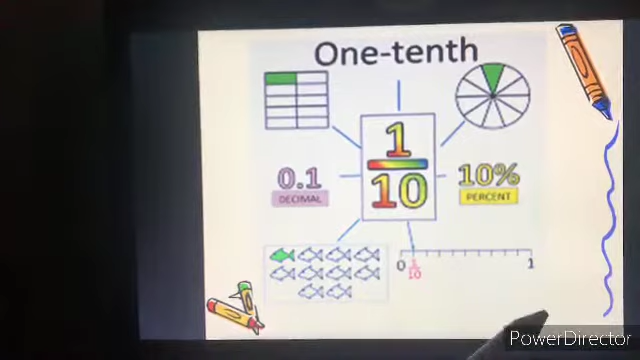 One-tenth
1
10
0.1
DECIMAL
10%
PERCENT
0
1
10
1
PowerDirector